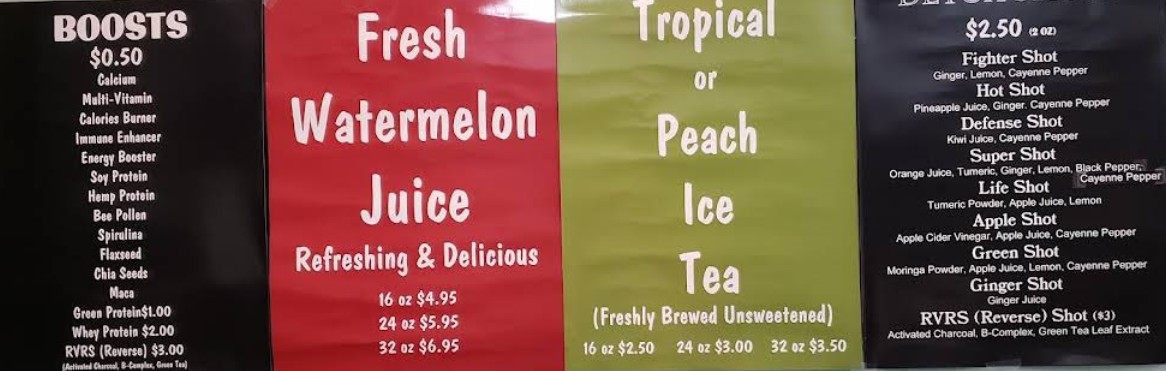 BOOSTS
$0.50
Calcium
Multi-Vitamin
Calories Burner
Immune Enhancer
Energy Booster
Soy Protein
Hemp Protein
Bee Pollen
Spirulina
Flaxseed
Chia Seeds
Maca
Green Protein$1.00
Whey Protein $2.00
RVRS (Reverse) $3.00
(Activated Charcoal, B-Complex, Green Tea)
Fresh
Watermelon
Juice
Refreshing & Delicious
16 oz $4.95
24 oz $5.95
32 oz $6.95
Tropical
or
Peach
Ice
Tea
(Freshly Brewed Unsweetened)
16 oz $2.50 24 oz $3.00 32 oz $3.50
$2.50 (2 OZ)
Fighter Shot
Ginger, Lemon, Cayenne Pepper
Hot Shot
Pineapple Juice, Ginger. Cayenne Pepper
Defense Shot
Kiwi Juice, Cayenne Pepper
Super Shot
Orange Juice, Tumeric, Ginger, Lemon, Black Pepper,
Cayenne Pepper
Life Shot
Tumeric Powder, Apple Juice, Lemon
Apple Shot
Apple Cider Vinegar, Apple Juice, Cayenne Pepper
Green Shot
Moringa Powder, Apple Juice, Lemon, Cayenne Pepper
Ginger Shot
Ginger Juice
RVRS (Reverse) Shot ($3)
Activated Charcoal, B-Complex, Green Tea Leaf Extract